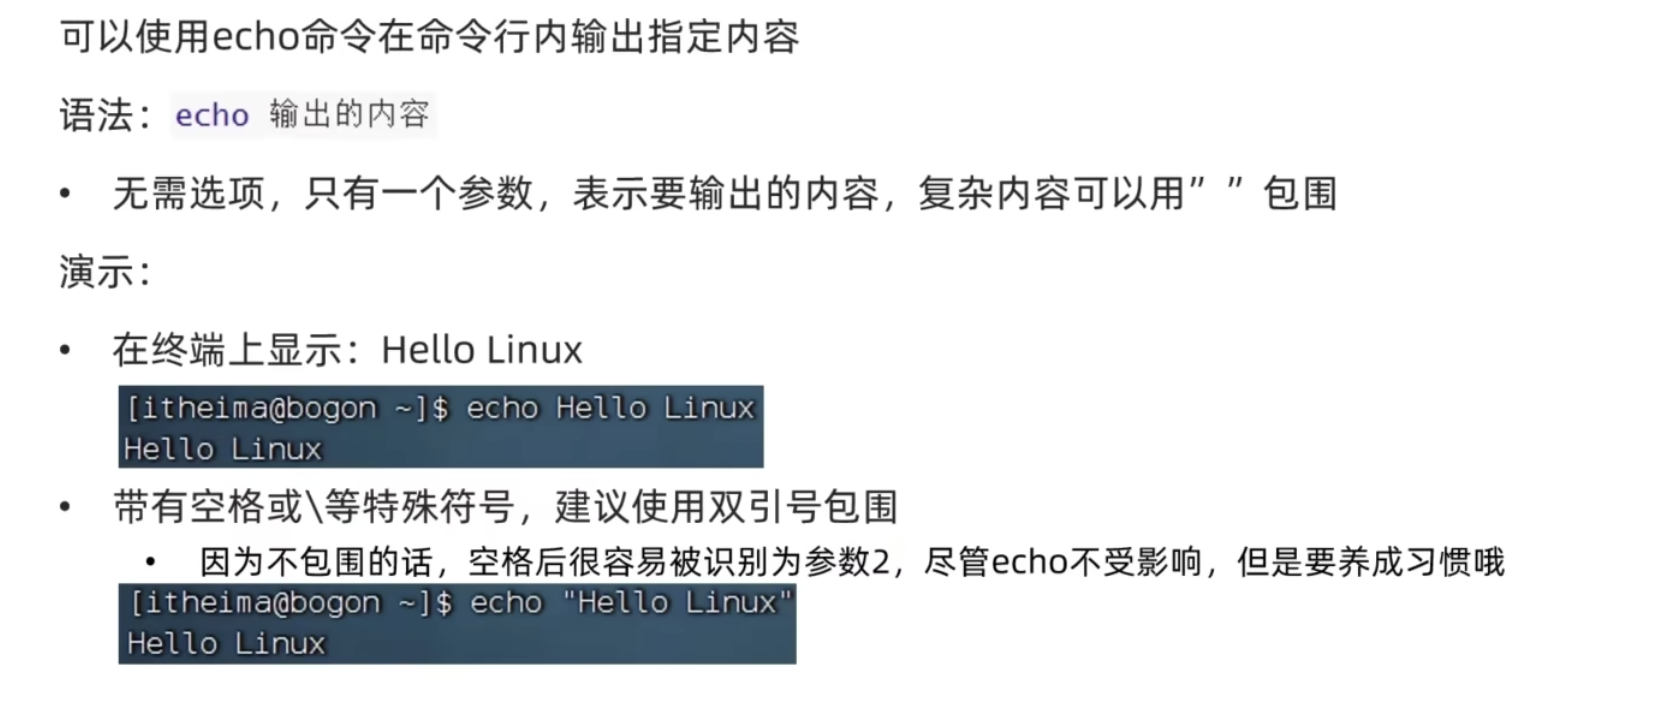 可以使用echo命令在命令行内输出指定内容
语法：echo 输出的内容
• 无需选项，只有一个参数，表示要输出的内容，复杂内容可以用””包围
演示：
• 在终端上显示：Hello Linux
[itheima@bogon ~]$ echo Hello Linux
Hello Linux
• 带有空格或\等特殊符号，建议使用双引号包围
• 因为不包围的话，空格后很容易被识别为参数2，尽管echo不受影响，但是要养成习惯哦
[itheima@bogon ~]$ echo "Hello Linux"
Hello Linux